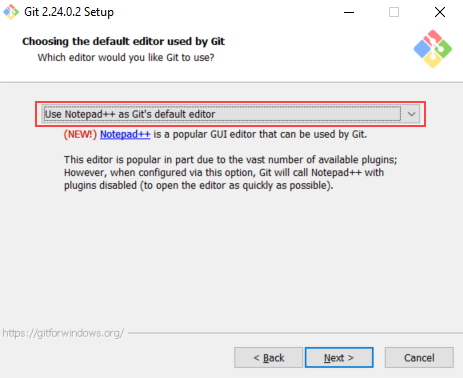 Git 2.24.0.2 Setup
Choosing the default editor used by Git
Which editor would you like Git to use?
Use Notepad++ as Git's default editor
(NEW!) Notepad++ is a popular GUI editor that can be used by Git.
This editor is popular in part due to the vast number of available plugins;
However, when configured via this option, Git will call Notepad++ with
plugins disabled (to open the editor as quickly as possible).
https://gitforwindows.org/
< Back
Next >
Cancel